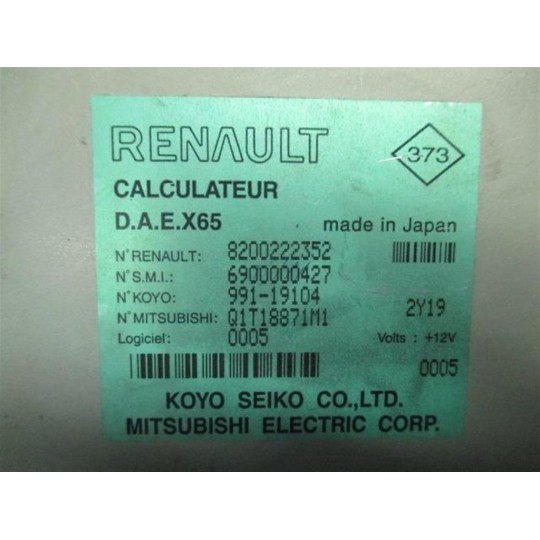 RENAULT 373
CALCULATEUR
D.A.E.X65 made in Japan
N° RENAULT: 8200222352
N° S.M.I.: 6900000427
N° KOYO: 991-19104 2Y19
N° MITSUBISHI: Q1T18871M1
Logiciel: 0005 Volts : +12V
0005
KOYO SEIKO CO.,LTD.
MITSUBISHI ELECTRIC CORP.